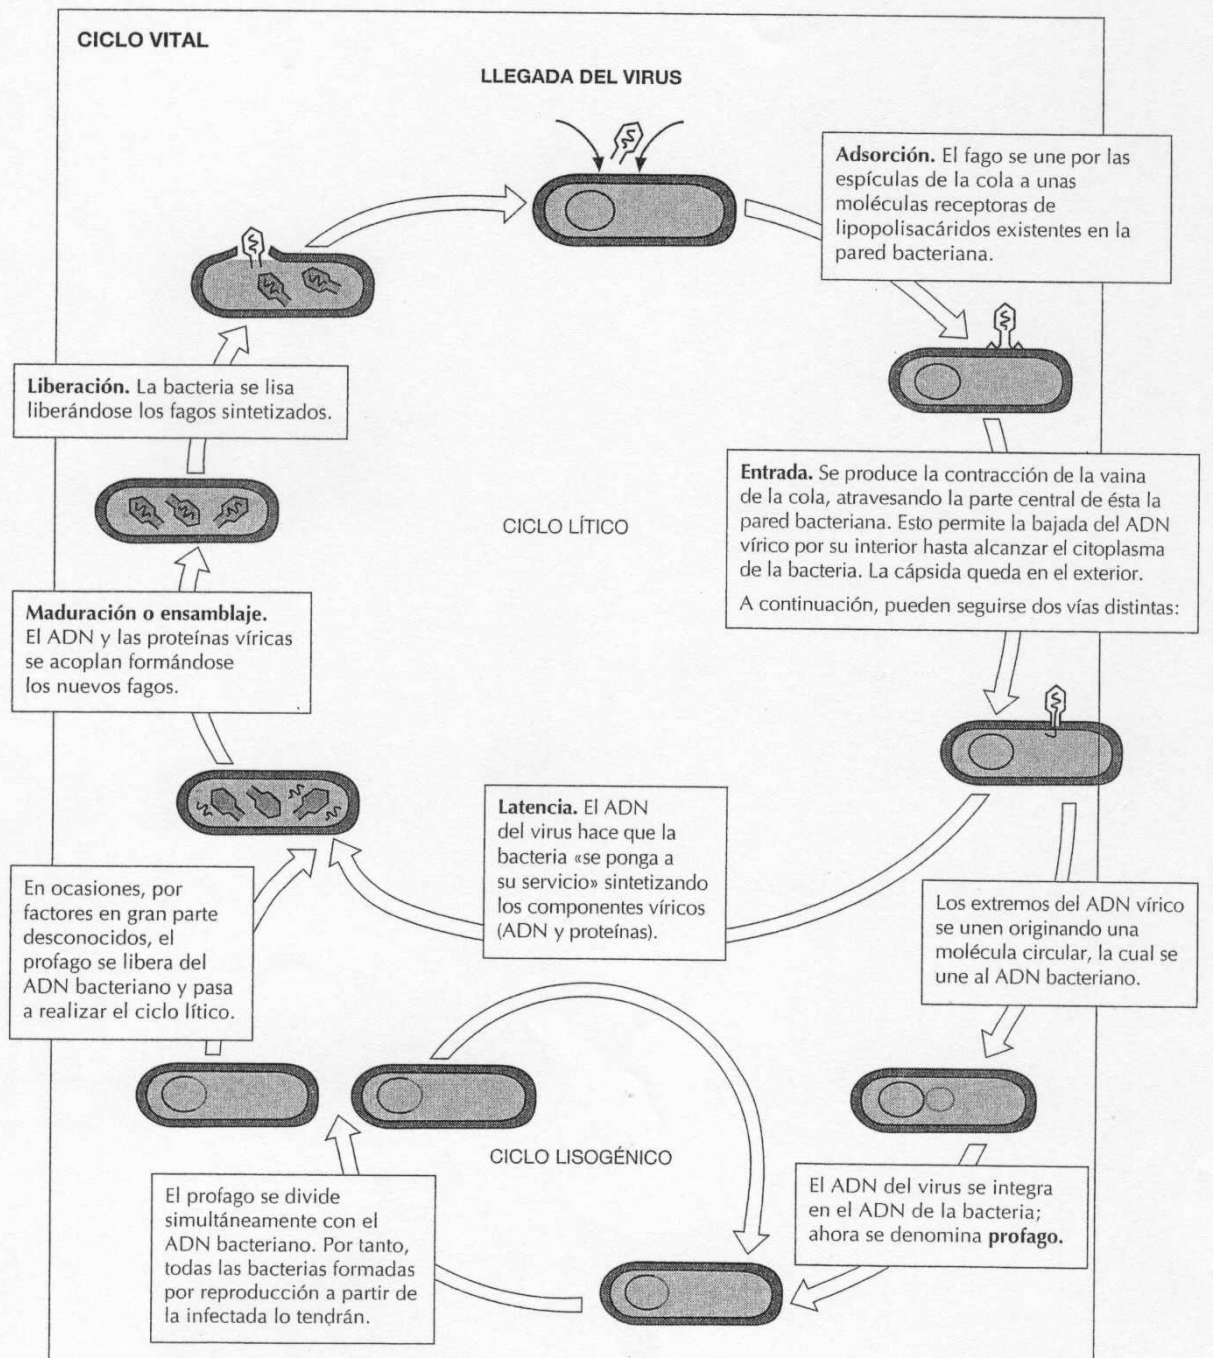 CICLO VITAL
LLEGADA DEL VIRUS
Adsorción. El fago se une por las
espículas de la cola a unas
moléculas receptoras de
lipopolisacáridos existentes en la
pared bacteriana.
Entrada. Se produce la contracción de la vaina
de la cola, atravesando la parte central de ésta la
pared bacteriana. Esto permite la bajada del ADN
vírico por su interior hasta alcanzar el citoplasma
de la bacteria. La cápsida queda en el exterior.
A continuación, pueden seguirse dos vías distintas:
CICLO LÍTICO
Liberación. La bacteria se lisa
liberándose los fagos sintetizados.
Maduración o ensamblaje.
El ADN y las proteínas víricas
se acoplan formándose
los nuevos fagos.
Latencia. El ADN
del virus hace que la
bacteria «se ponga a
su servicio» sintetizando
los componentes víricos
(ADN y proteínas).
En ocasiones, por
factores en gran parte
desconocidos, el
profago se libera del
ADN bacteriano y pasa
a realizar el ciclo lítico.
Los extremos del ADN vírico
se unen originando una
molécula circular, la cual se
une al ADN bacteriano.
CICLO LISOGÉNICO
El ADN del virus se integra
en el ADN de la bacteria;
ahora se denomina profago.
El profago se divide
simultáneamente con el
ADN bacteriano. Por tanto,
todas las bacterias formadas
por reproducción a partir de
la infectada lo tendrán.